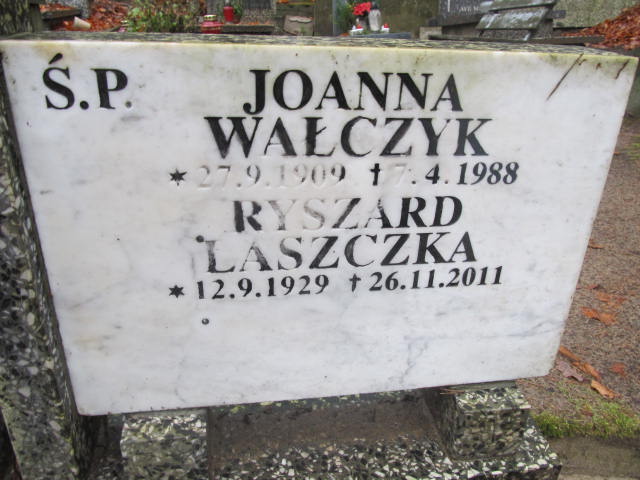 Ś.P. JOANNA
WAŁCZYK
* 27.9.1909 † 7.4.1988
RYSZARD
LASZCZKA
* 12.9.1929 † 26.11.2011